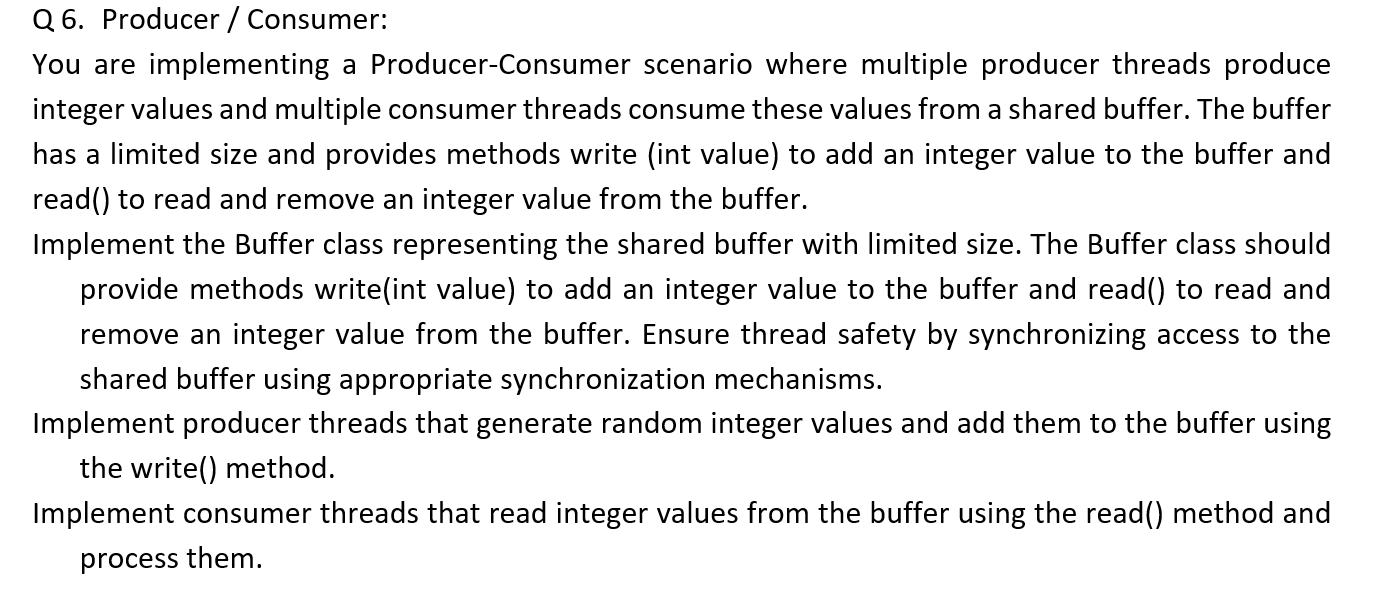 Q 6. Producer / Consumer:
You are implementing a Producer-Consumer scenario where multiple producer threads produce
integer values and multiple consumer threads consume these values from a shared buffer. The buffer
has a limited size and provides methods write (int value) to add an integer value to the buffer and
read() to read and remove an integer value from the buffer.
Implement the Buffer class representing the shared buffer with limited size. The Buffer class should
provide methods write(int value) to add an integer value to the buffer and read() to read and
remove an integer value from the buffer. Ensure thread safety by synchronizing access to the
shared buffer using appropriate synchronization mechanisms.
Implement producer threads that generate random integer values and add them to the buffer using
the write() method.
Implement consumer threads that read integer values from the buffer using the read() method and
process them.